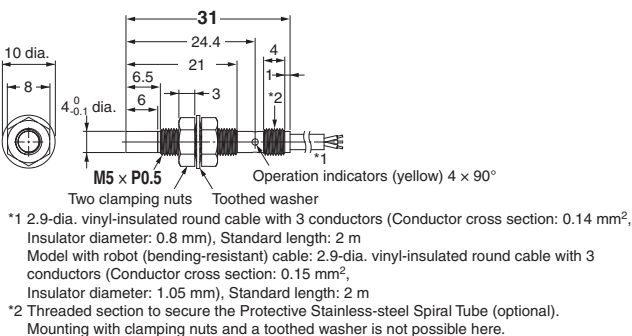 31
24.4
10 dia.
4
21
8
6.5
1
3
*2
4 0 -0.1 dia.
6
*1
M5 × P0.5
Operation indicators (yellow) 4 × 90°
Two clamping nuts
Toothed washer
*1 2.9-dia. vinyl-insulated round cable with 3 conductors (Conductor cross section: 0.14 mm²,
Insulator diameter: 0.8 mm), Standard length: 2 m
Model with robot (bending-resistant) cable: 2.9-dia. vinyl-insulated round cable with 3
conductors (Conductor cross section: 0.15 mm²,
Insulator diameter: 1.05 mm), Standard length: 2 m
*2 Threaded section to secure the Protective Stainless-steel Spiral Tube (optional).
Mounting with clamping nuts and a toothed washer is not possible here.